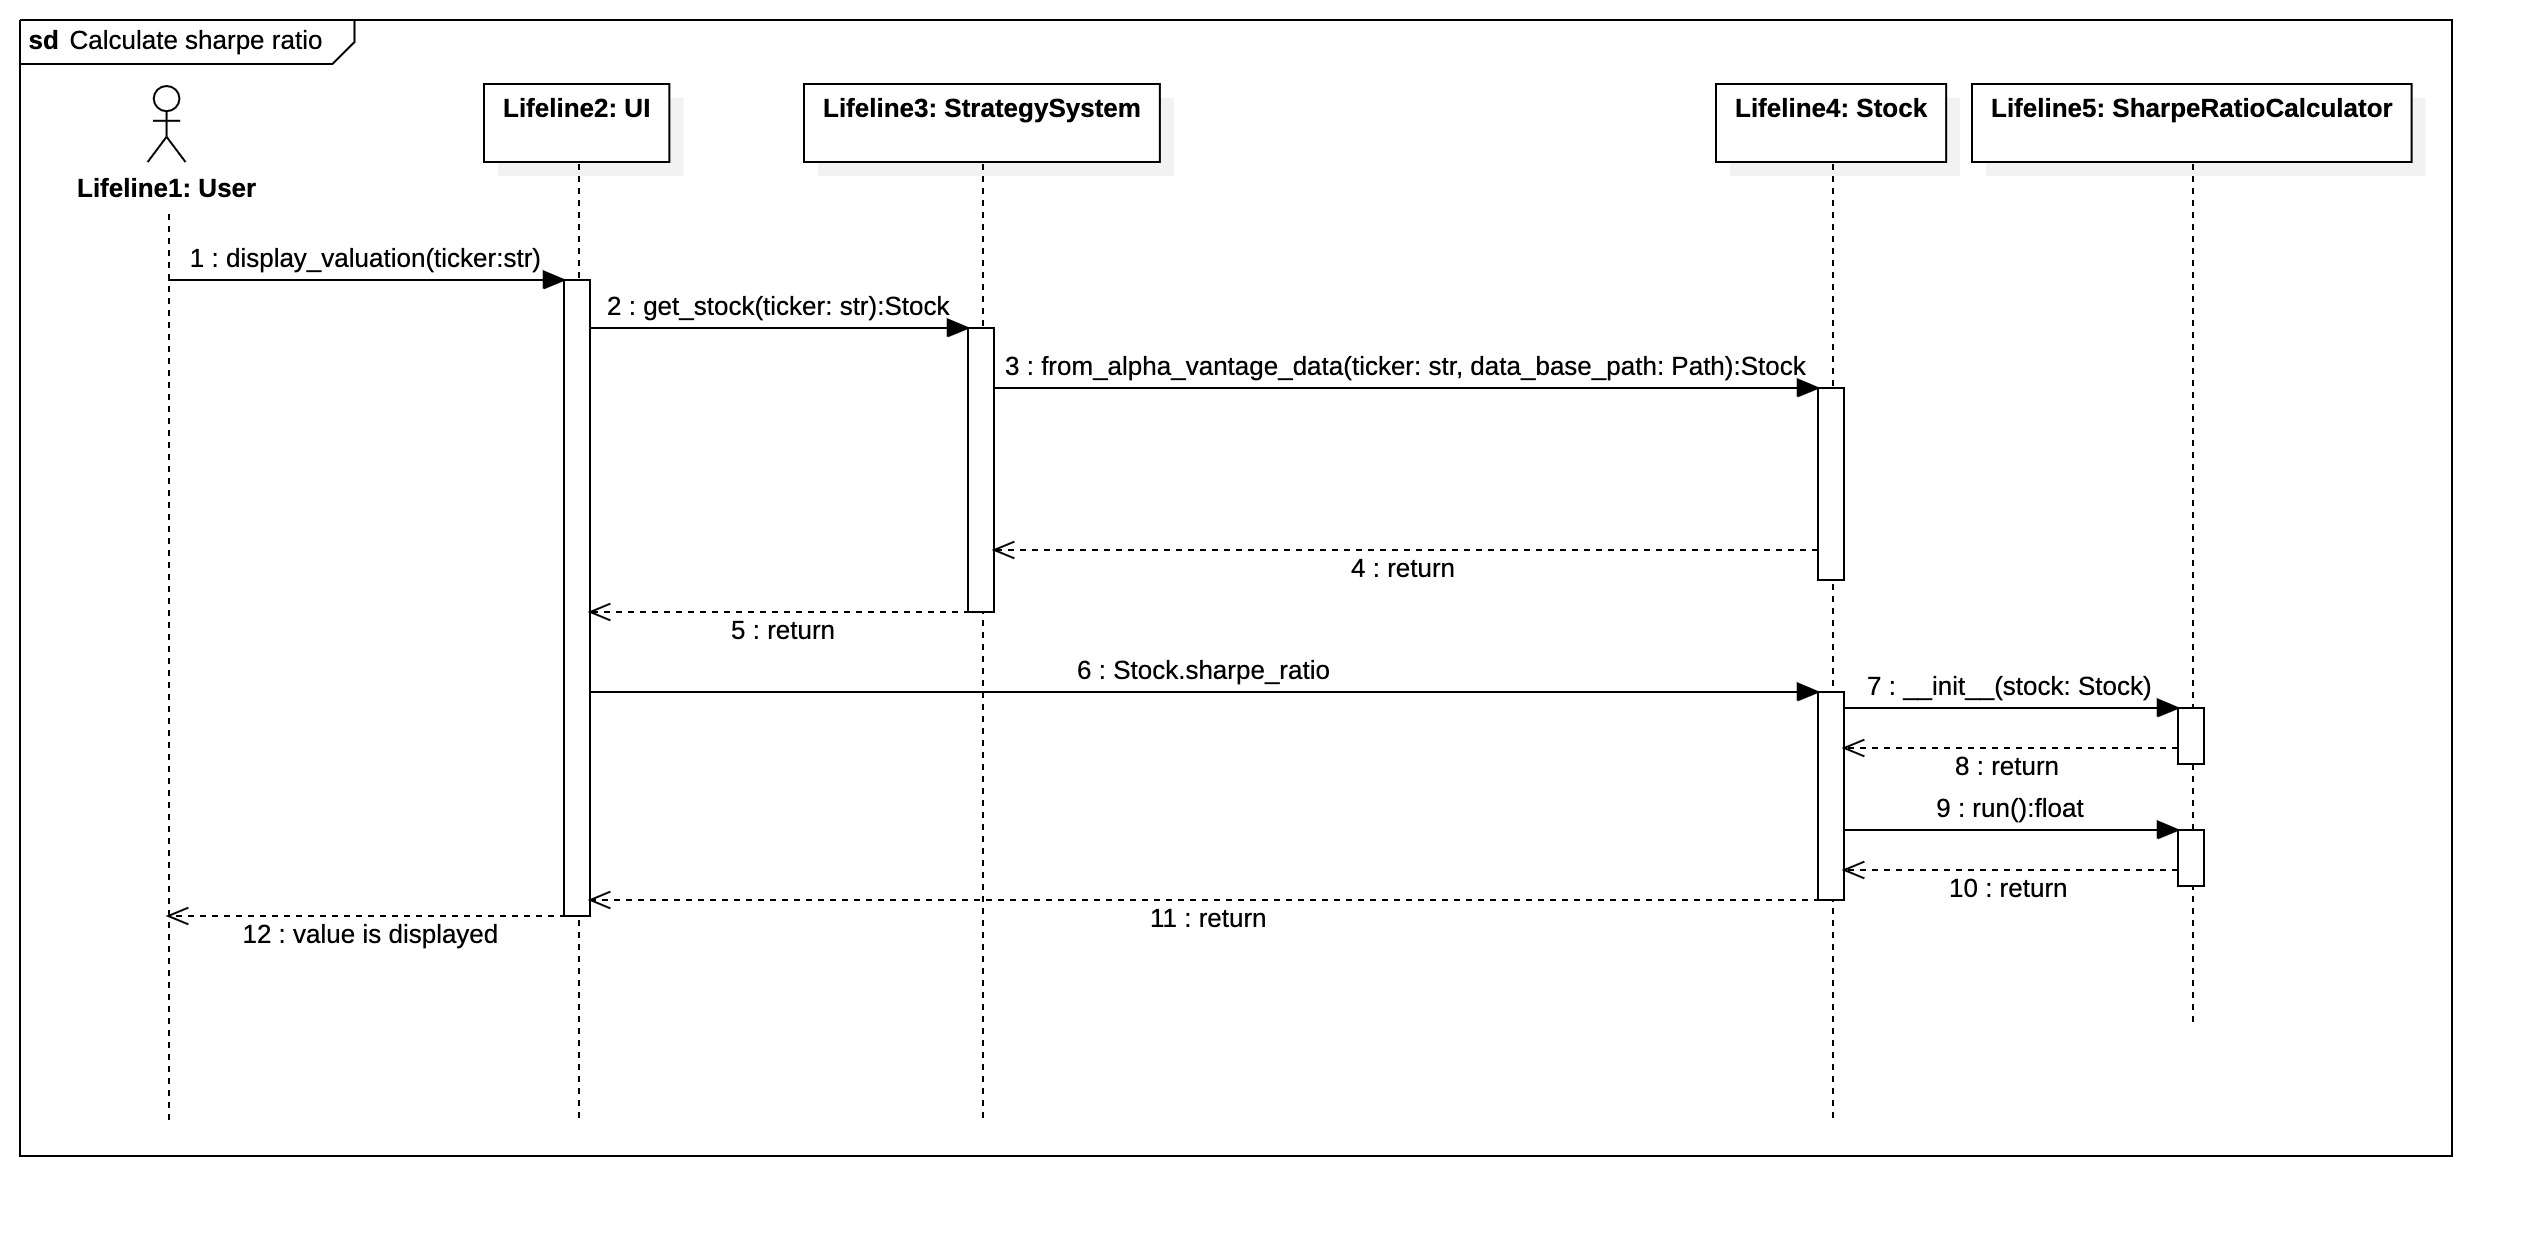 sd Calculate sharpe ratio
Lifeline1: User
Lifeline2: UI
Lifeline3: StrategySystem
Lifeline4: Stock
Lifeline5: SharpeRatioCalculator
1 : display_valuation(ticker:str)
2 : get_stock(ticker: str):Stock
3 : from_alpha_vantage_data(ticker: str, data_base_path: Path):Stock
4 : return
5 : return
6 : Stock.sharpe_ratio
7 : __init__(stock: Stock)
8 : return
9 : run():float
10 : return
11 : return
12 : value is displayed